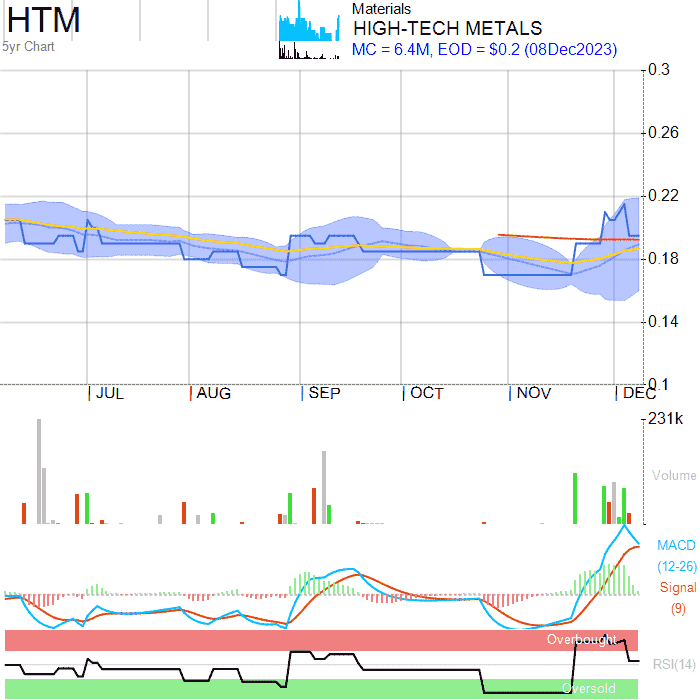 HTM
5yr Chart
Materials
HIGH-TECH METALS
MC = 6.4M, EOD = $0.2 (08Dec2023)
0.3
0.26
0.22
0.18
0.14
0.1
JUL AUG SEP OCT NOV DEC
231k
Volume
MACD
(12-26)
Signal
(9)
Overbought
RSI(14)
Oversold